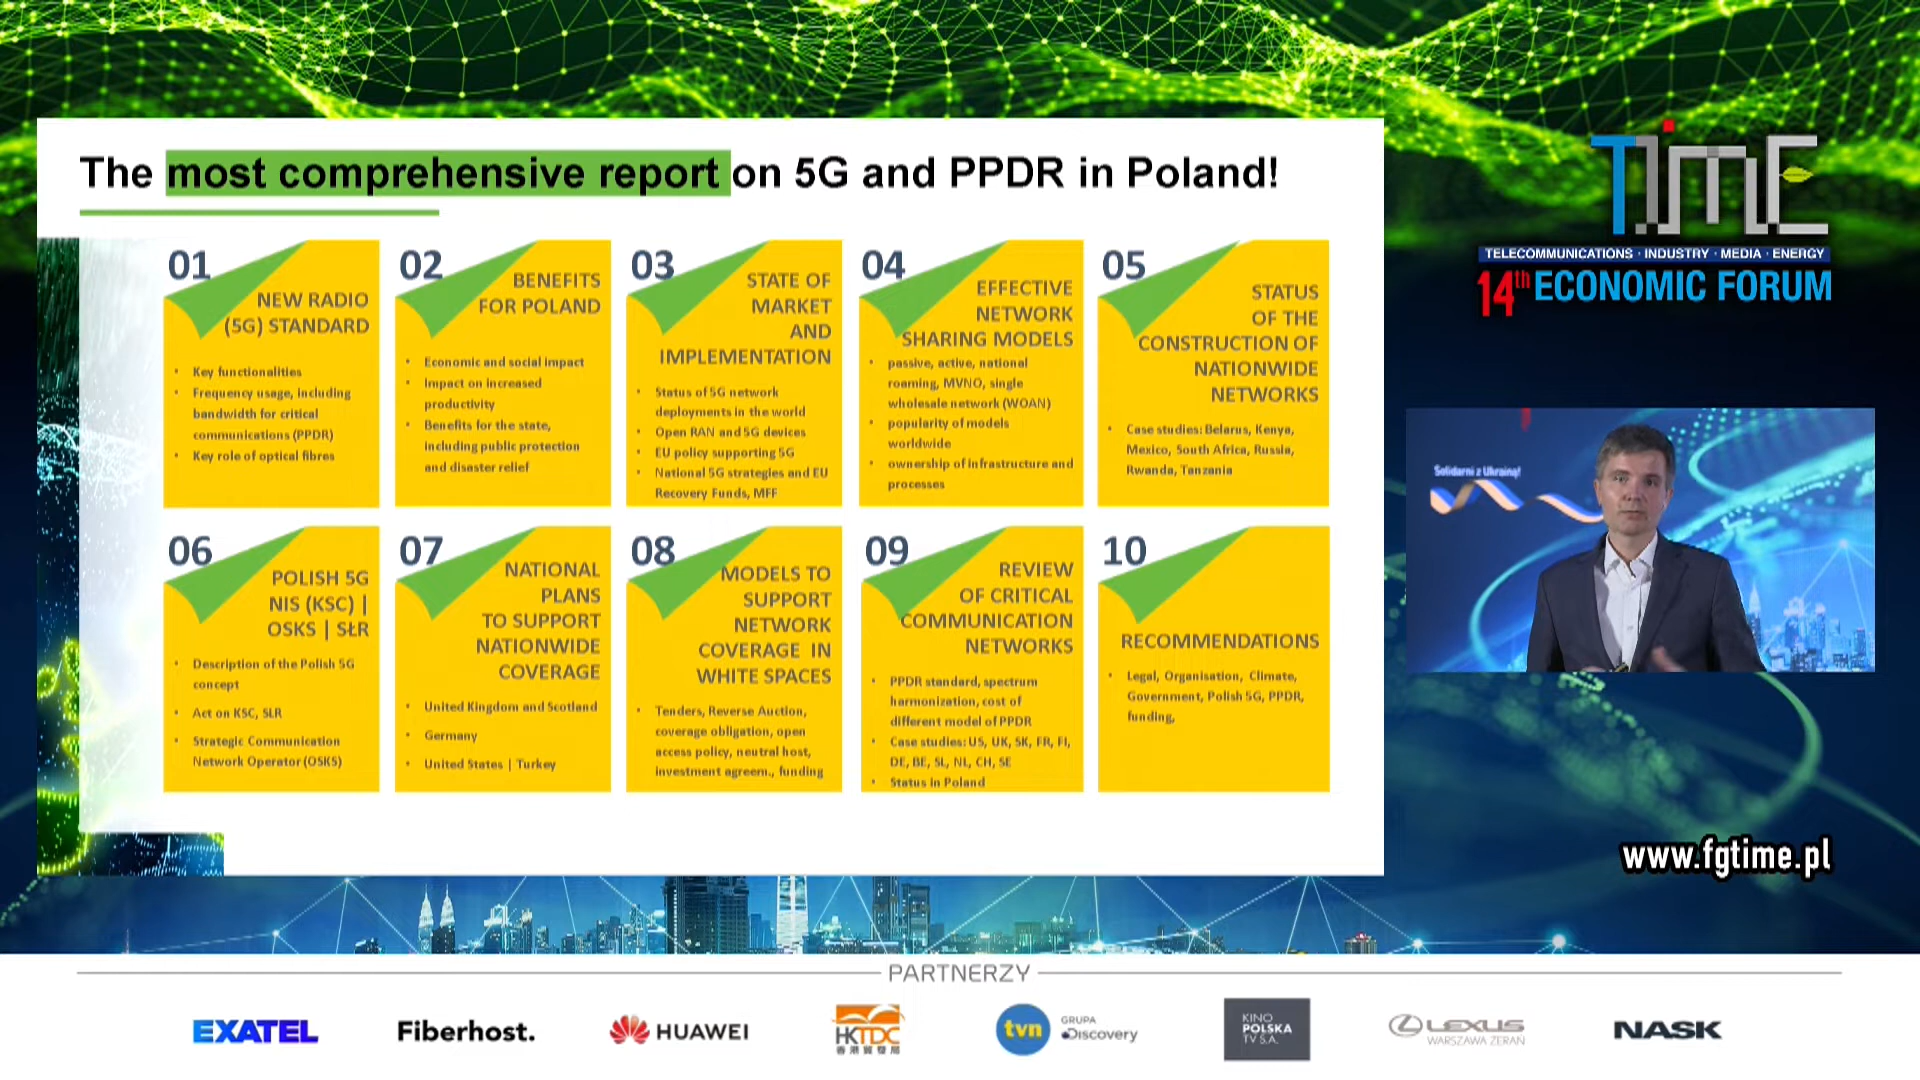 The most comprehensive report on 5G and PPDR in Poland!
01
NEW RADIO
(5G) STANDARD
• Key functionalities
• Frequency usage, including
bandwidth for critical
communications (PPDR)
• Key role of optical fibres
02
BENEFITS
FOR POLAND
• Economic and social impact
• Impact on increased
productivity
• Benefits for the state,
including public protection
and disaster relief
03
STATE OF
MARKET
AND
IMPLEMENTATION
• Status of 5G network
deployments in the world
• Open RAN and 5G devices
• EU policy supporting 5G
• National 5G strategies and EU
Recovery Funds, MFF
04
EFFECTIVE
NETWORK
SHARING MODELS
• passive, active, national
roaming, MVNO, single
wholesale network (WOAN)
• popularity of models
worldwide
• ownership of infrastructure and
processes
05
STATUS
OF THE
CONSTRUCTION OF
NATIONWIDE
NETWORKS
• Case studies: Belarus, Kenya,
Mexico, South Africa, Russia,
Rwanda, Tanzania
06
POLISH 5G
NIS (KSC) |
OSKS | SŁR
• Description of the Polish 5G
concept
• Act on KSC, SLR
• Strategic Communication
Network Operator (OSKS)
07
NATIONAL
PLANS
TO SUPPORT
NATIONWIDE
COVERAGE
• United Kingdom and Scotland
• Germany
• United States | Turkey
08
MODELS TO
SUPPORT
NETWORK
COVERAGE IN
WHITE SPACES
• Tenders, Reverse Auction,
coverage obligation, open
access policy, neutral host,
investment agreem., funding
09
REVIEW
OF CRITICAL
COMMUNICATION
NETWORKS
• PPDR standard, spectrum
harmonization, cost of
different model of PPDR
• Case studies: US, UK, SK, FR, FI,
DE, BE, SL, NL, CH, SE
• Status in Poland
10
RECOMMENDATIONS
• Legal, Organisation, Climate,
Government, Polish 5G, PPDR,
funding,
TIME
TELECOMMUNICATIONS · INDUSTRY · MEDIA · ENERGY
14th ECONOMIC FORUM
Solidarni z Ukrainą!
www.fgtime.pl
PARTNERZY
EXATEL
Fiberhost.
HUAWEI
HKTDC
香港貿發局
tvn
GRUPA
Discovery
KINO
POLSKA
TV S.A.
LEXUS
WARSZAWA ŻERAŃ
NASK